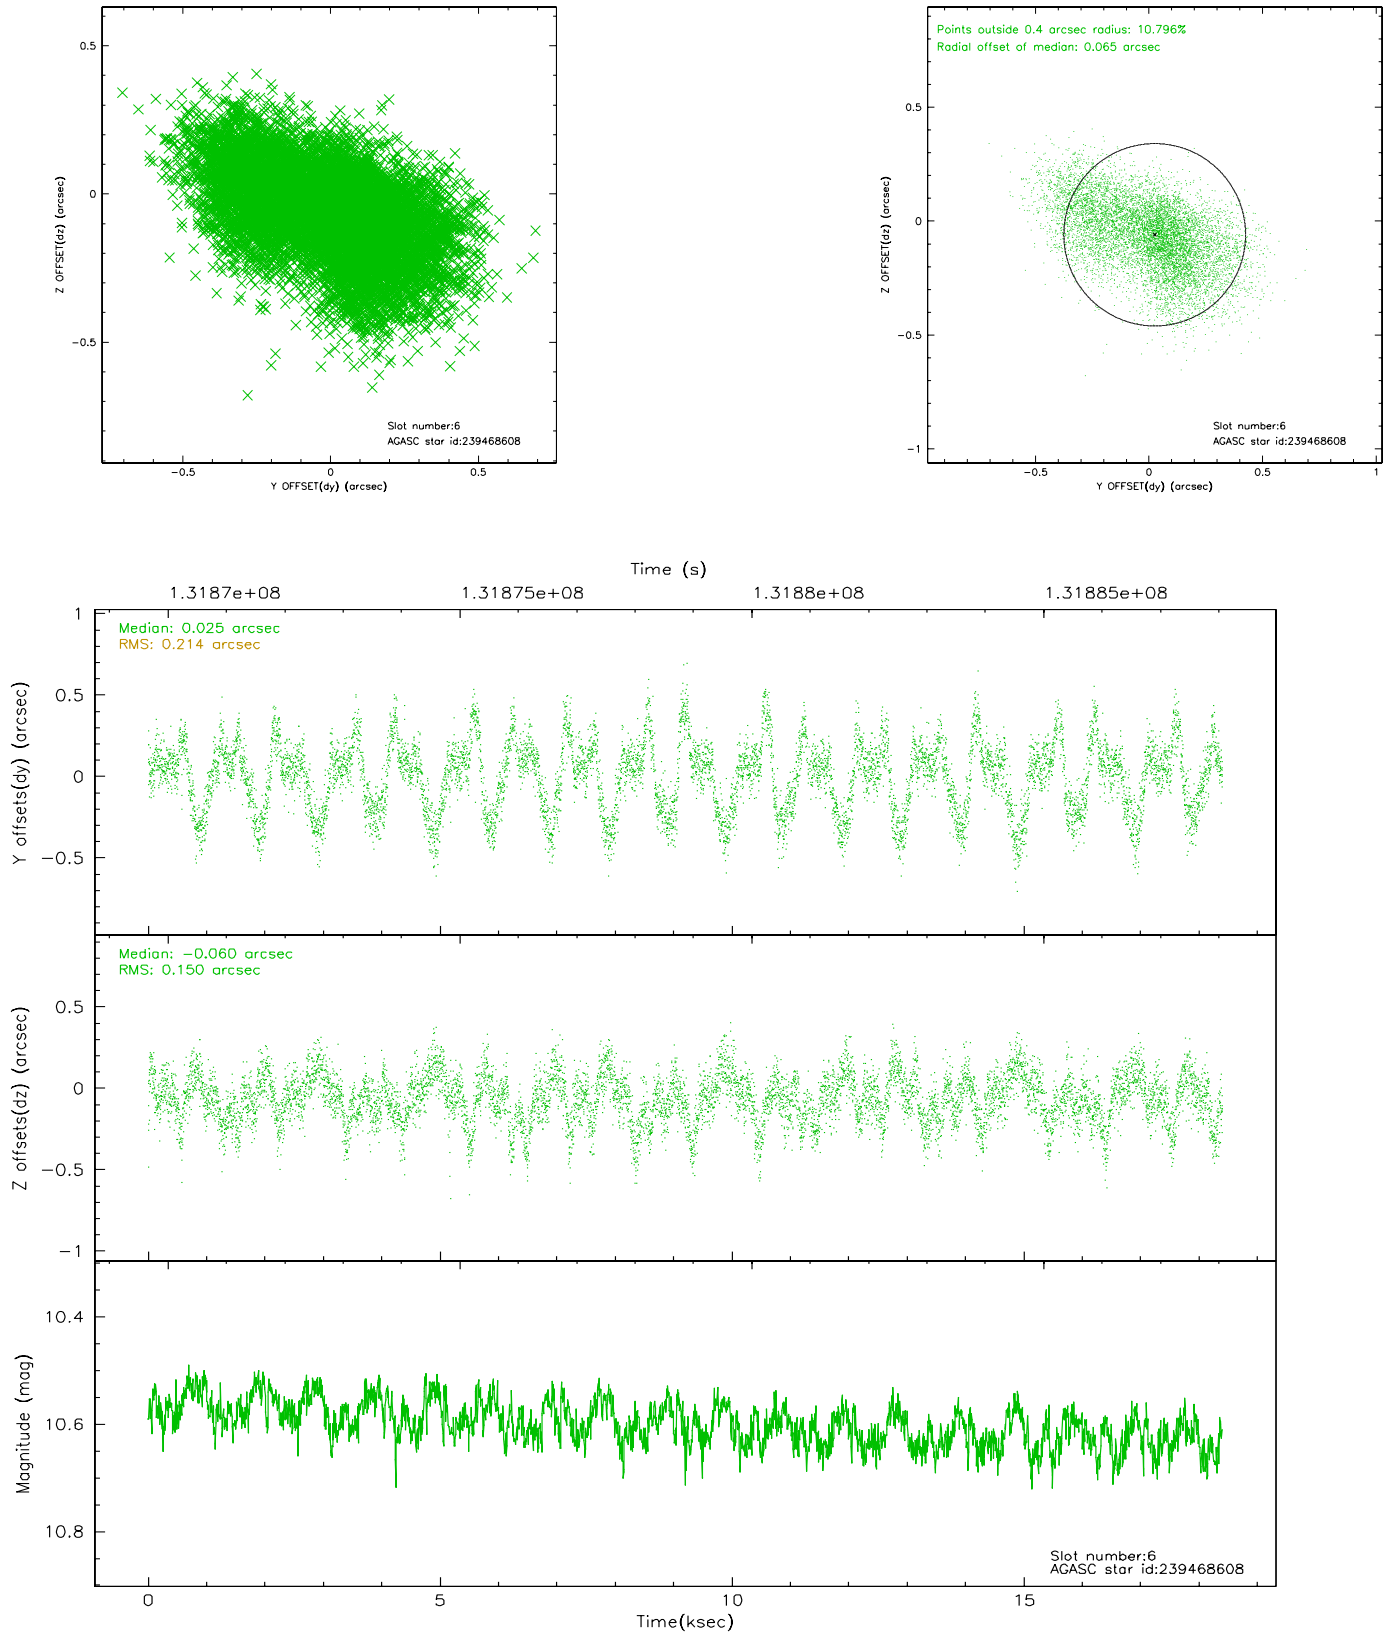 0.5
0
−0.5
Z OFFSET(dz) (arcsec)
Slot number:6
AGASC star id:239468608
−0.5
0
0.5
Y OFFSET(dy) (arcsec)
Points outside 0.4 arcsec radius: 10.796%
Radial offset of median: 0.065 arcsec
0.5
0
−0.5
−1
Z OFFSET(dz) (arcsec)
Slot number:6
AGASC star id:239468608
−0.5
0
0.5
1
Y OFFSET(dy) (arcsec)
Time (s)
1.3187e+08
1.31875e+08
1.3188e+08
1.31885e+08
Median: 0.025 arcsec
RMS: 0.214 arcsec
1
0.5
0
−0.5
Y offsets(dy) (arcsec)
Median: −0.060 arcsec
RMS: 0.150 arcsec
0.5
0
−0.5
−1
Z offsets(dz) (arcsec)
10.4
10.6
10.8
Magnitude (mag)
Slot number:6
AGASC star id:239468608
0
5
10
15
Time(ksec)